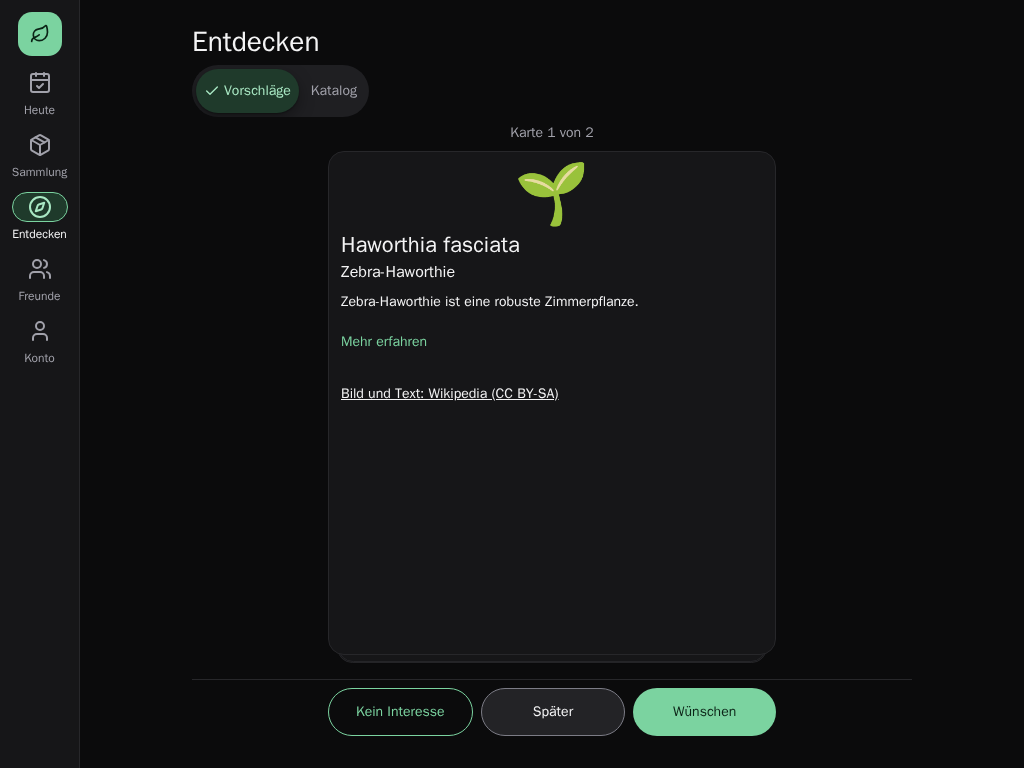 Entdecken
Vorschläge
Katalog
Heute
Sammlung
Entdecken
Freunde
Konto
Karte 1 von 2
Haworthia fasciata
Zebra-Haworthie
Zebra-Haworthie ist eine robuste Zimmerpflanze.
Mehr erfahren
Bild und Text: Wikipedia (CC BY-SA)
Kein Interesse
Später
Wünschen